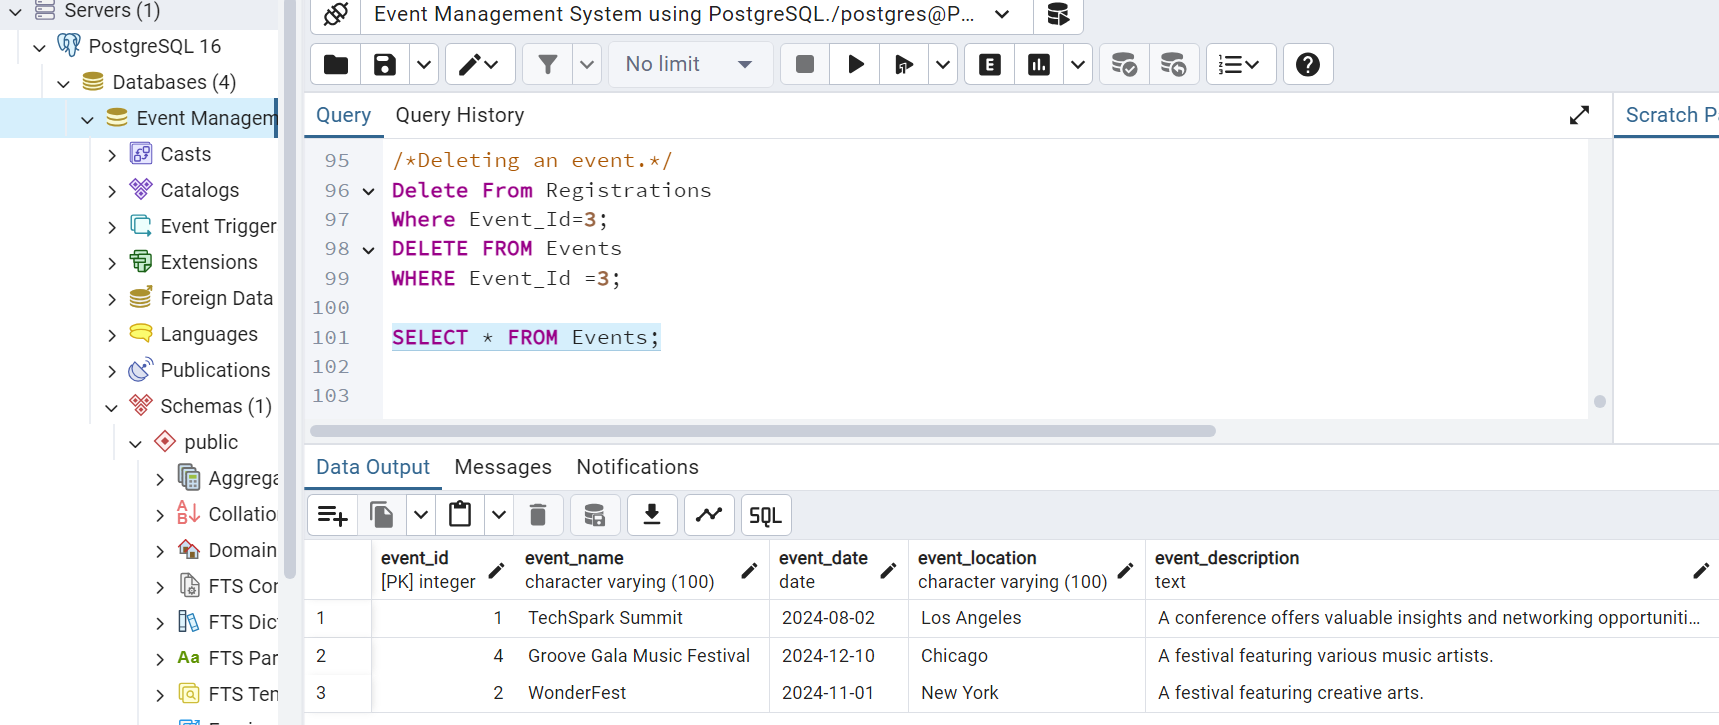 Servers (1)
PostgreSQL 16
Databases (4)
Event Managem
Casts
Catalogs
Event Trigger
Extensions
Foreign Data
Languages
Publications
Schemas (1)
public
Aggrega
Collatio
Domain
FTS Cor
FTS Dic
Aa FTS Par
FTS Ten
Event Management System using PostgreSQL./postgres@P...
No limit
E
SQL
Query
Query History
Scratch P
95 /*Deleting an event.*/
96 Delete From Registrations
97 Where Event_Id=3;
98 DELETE FROM Events
99 WHERE Event_Id =3;
100
101 SELECT * FROM Events;
102
103
Data Output
Messages
Notifications
event_id
[PK] integer
event_name
character varying (100)
event_date
date
event_location
character varying (100)
event_description
text
1 1 TechSpark Summit 2024-08-02 Los Angeles A conference offers valuable insights and networking opportuniti...
2 4 Groove Gala Music Festival 2024-12-10 Chicago A festival featuring various music artists.
3 2 WonderFest 2024-11-01 New York A festival featuring creative arts.